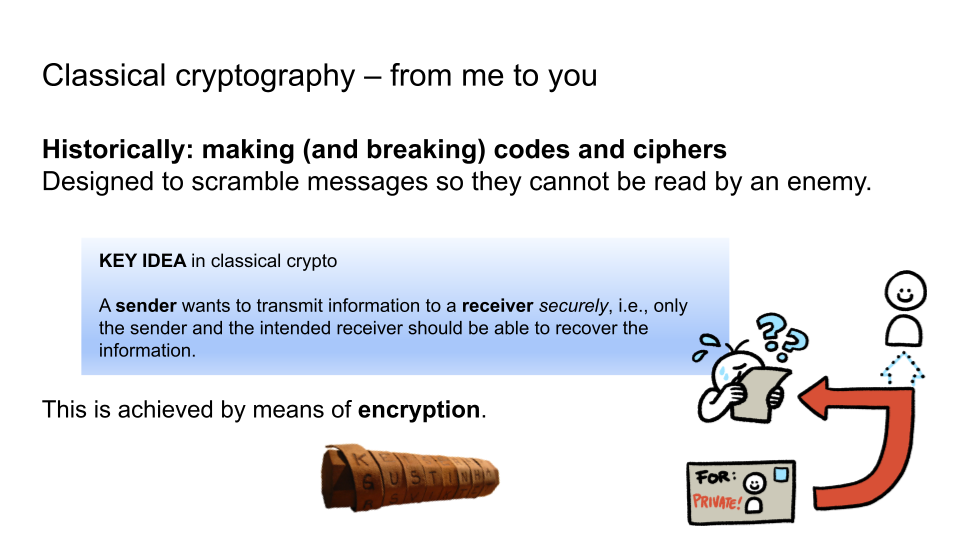 Classical cryptography – from me to you
Historically: making (and breaking) codes and ciphers
Designed to scramble messages so they cannot be read by an enemy.
KEY IDEA in classical crypto
A sender wants to transmit information to a receiver securely, i.e., only
the sender and the intended receiver should be able to recover the
information.
This is achieved by means of encryption.
??
?
FOR:
PRIVATE!